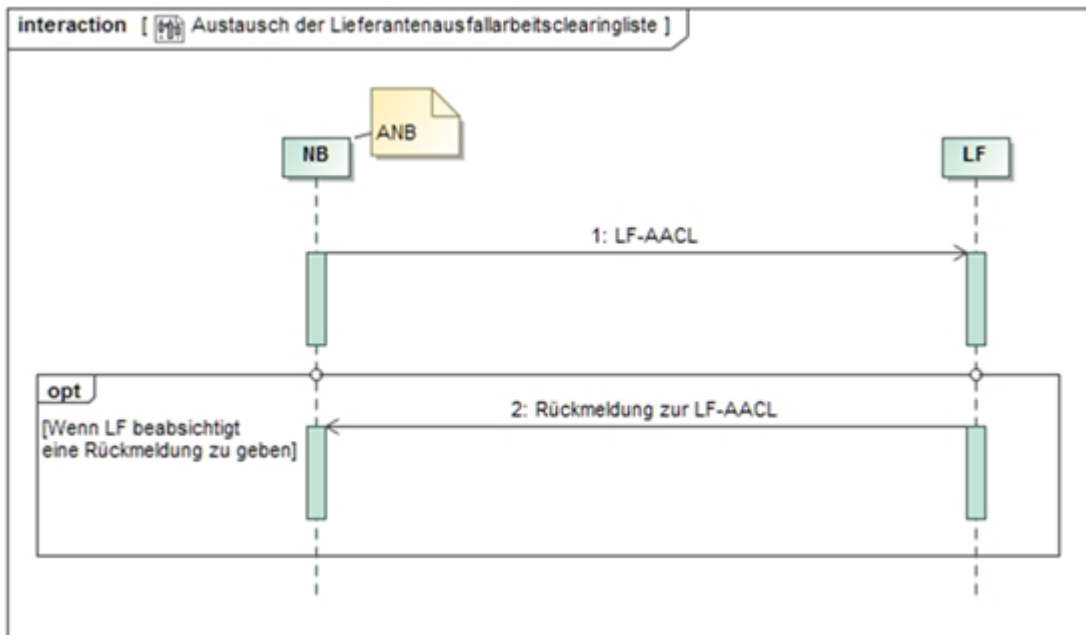 interaction [ Austausch der Lieferantenausfallarbeitsclearingliste ]
ANB
NB
LF
1: LF-AACL
opt
2: Rückmeldung zur LF-AACL
[Wenn LF beabsichtigt
eine Rückmeldung zu geben]